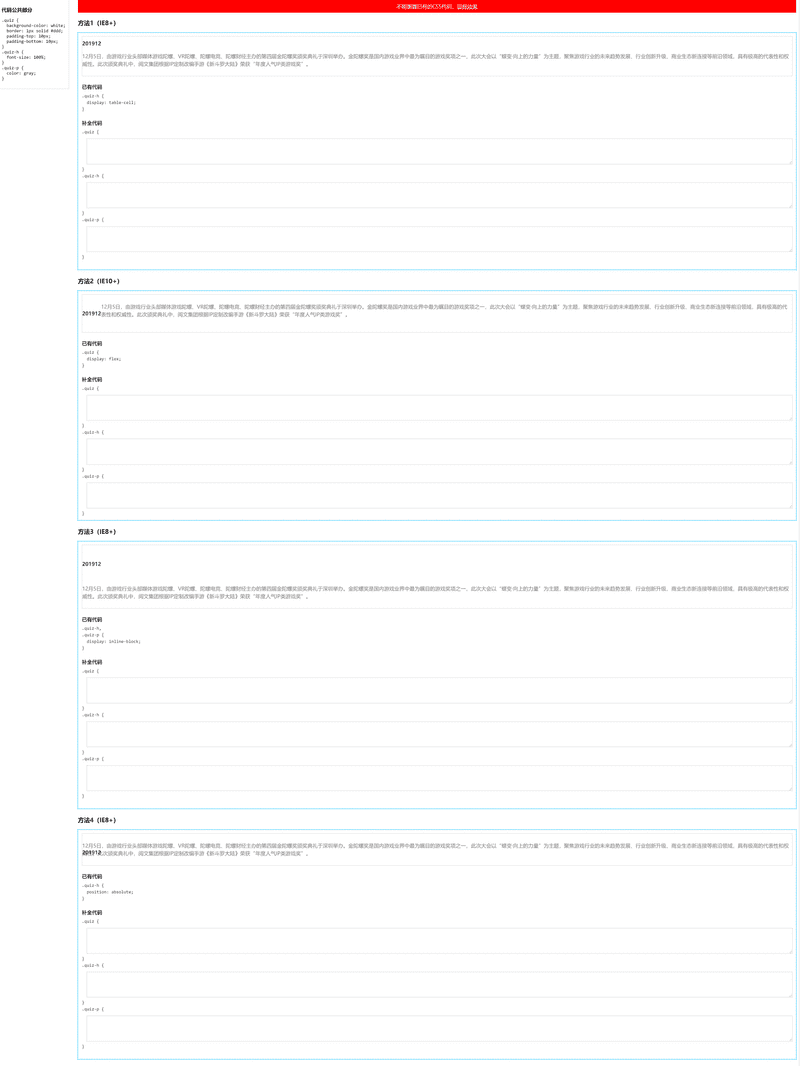 代码公共部分
.quiz {
background-color: white;
border: 1px solid #ddd;
padding-top: 10px;
padding-bottom: 10px;
}
.quiz-h {
font-size: 100%;
}
.quiz-p {
color: gray;
}
不能更改已有的CSS代码，
方法1（IE8+）
201912
12月5日，由游戏行业头部媒体游戏陀螺、VR陀螺、陀螺电竞、陀螺财经主办的第四届金陀螺奖颁奖典礼于深圳举办。金陀螺奖是国内游戏业界中最为瞩目的游戏奖项之一，此次大会以“蝶变·向上的力量”为主题，聚焦游戏行业的未来趋势发展、行业创新升级、商业生态新连接等前沿领域，具有极高的代表性和权
威性。此次颁奖典礼中，阅文集团根据IP定制改编手游《新斗罗大陆》荣获“年度人气IP类游戏奖”。
已有代码
.quiz-h {
display: table-cell;
}
补全代码
.quiz {
}
.quiz-h {
}
.quiz-p {
}
方法2（IE10+）
12月5日，由游戏行业头部媒体游戏陀螺、VR陀螺、陀螺电竞、陀螺财经主办的第四届金陀螺奖颁奖典礼于深圳举办。金陀螺奖是国内游戏业界中最为瞩目的游戏奖项之一，此次大会以“蝶变·向上的力量”为主题，聚焦游戏行业的未来趋势发展、行业创新升级、商业生态新连接等前沿领域，具有极高的代
201912表性和权威性。此次颁奖典礼中，阅文集团根据IP定制改编手游《新斗罗大陆》荣获“年度人气IP类游戏奖”。
已有代码
.quiz {
display: flex;
}
补全代码
.quiz {
}
.quiz-h {
}
.quiz-p {
}
方法3（IE8+）
201912
12月5日，由游戏行业头部媒体游戏陀螺、VR陀螺、陀螺电竞、陀螺财经主办的第四届金陀螺奖颁奖典礼于深圳举办。金陀螺奖是国内游戏业界中最为瞩目的游戏奖项之一，此次大会以“蝶变·向上的力量”为主题，聚焦游戏行业的未来趋势发展、行业创新升级、商业生态新连接等前沿领域，具有极高的代表性和权
威性。此次颁奖典礼中，阅文集团根据IP定制改编手游《新斗罗大陆》荣获“年度人气IP类游戏奖”。
已有代码
.quiz-h,
.quiz-p {
display: inline-block;
}
补全代码
.quiz {
}
.quiz-h {
}
.quiz-p {
}
方法4（IE8+）
12月5日，由游戏行业头部媒体游戏陀螺、VR陀螺、陀螺电竞、陀螺财经主办的第四届金陀螺奖颁奖典礼于深圳举办。金陀螺奖是国内游戏业界中最为瞩目的游戏奖项之一，此次大会以“蝶变·向上的力量”为主题，聚焦游戏行业的未来趋势发展、行业创新升级、商业生态新连接等前沿领域，具有极高的代表性和权
201912次颁奖典礼中，阅文集团根据IP定制改编手游《新斗罗大陆》荣获“年度人气IP类游戏奖”。
已有代码
.quiz-h {
position: absolute;
}
补全代码
.quiz {
}
.quiz-h {
}
.quiz-p {
}